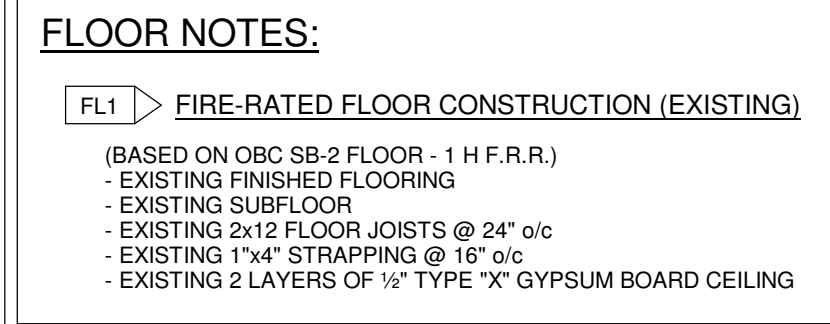 FLOOR NOTES:
FL1 FIRE-RATED FLOOR CONSTRUCTION (EXISTING)
(BASED ON OBC SB-2 FLOOR - 1 H F.R.R.)
- EXISTING FINISHED FLOORING
- EXISTING SUBFLOOR
- EXISTING 2x12 FLOOR JOISTS @ 24" o/c
- EXISTING 1"x4" STRAPPING @ 16" o/c
- EXISTING 2 LAYERS OF ½" TYPE "X" GYPSUM BOARD CEILING